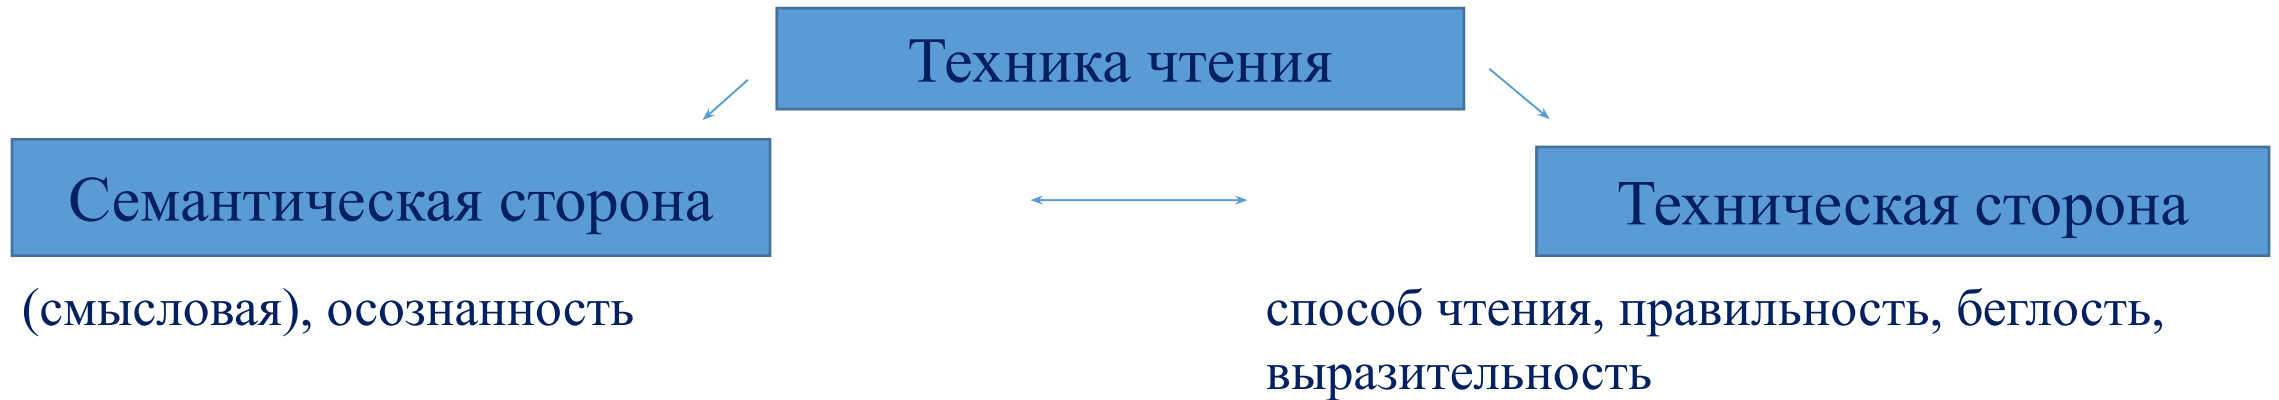 Техника чтения
Семантическая сторона
Техническая сторона
(смысловая), осознанность
способ чтения, правильность, беглость,
выразительность